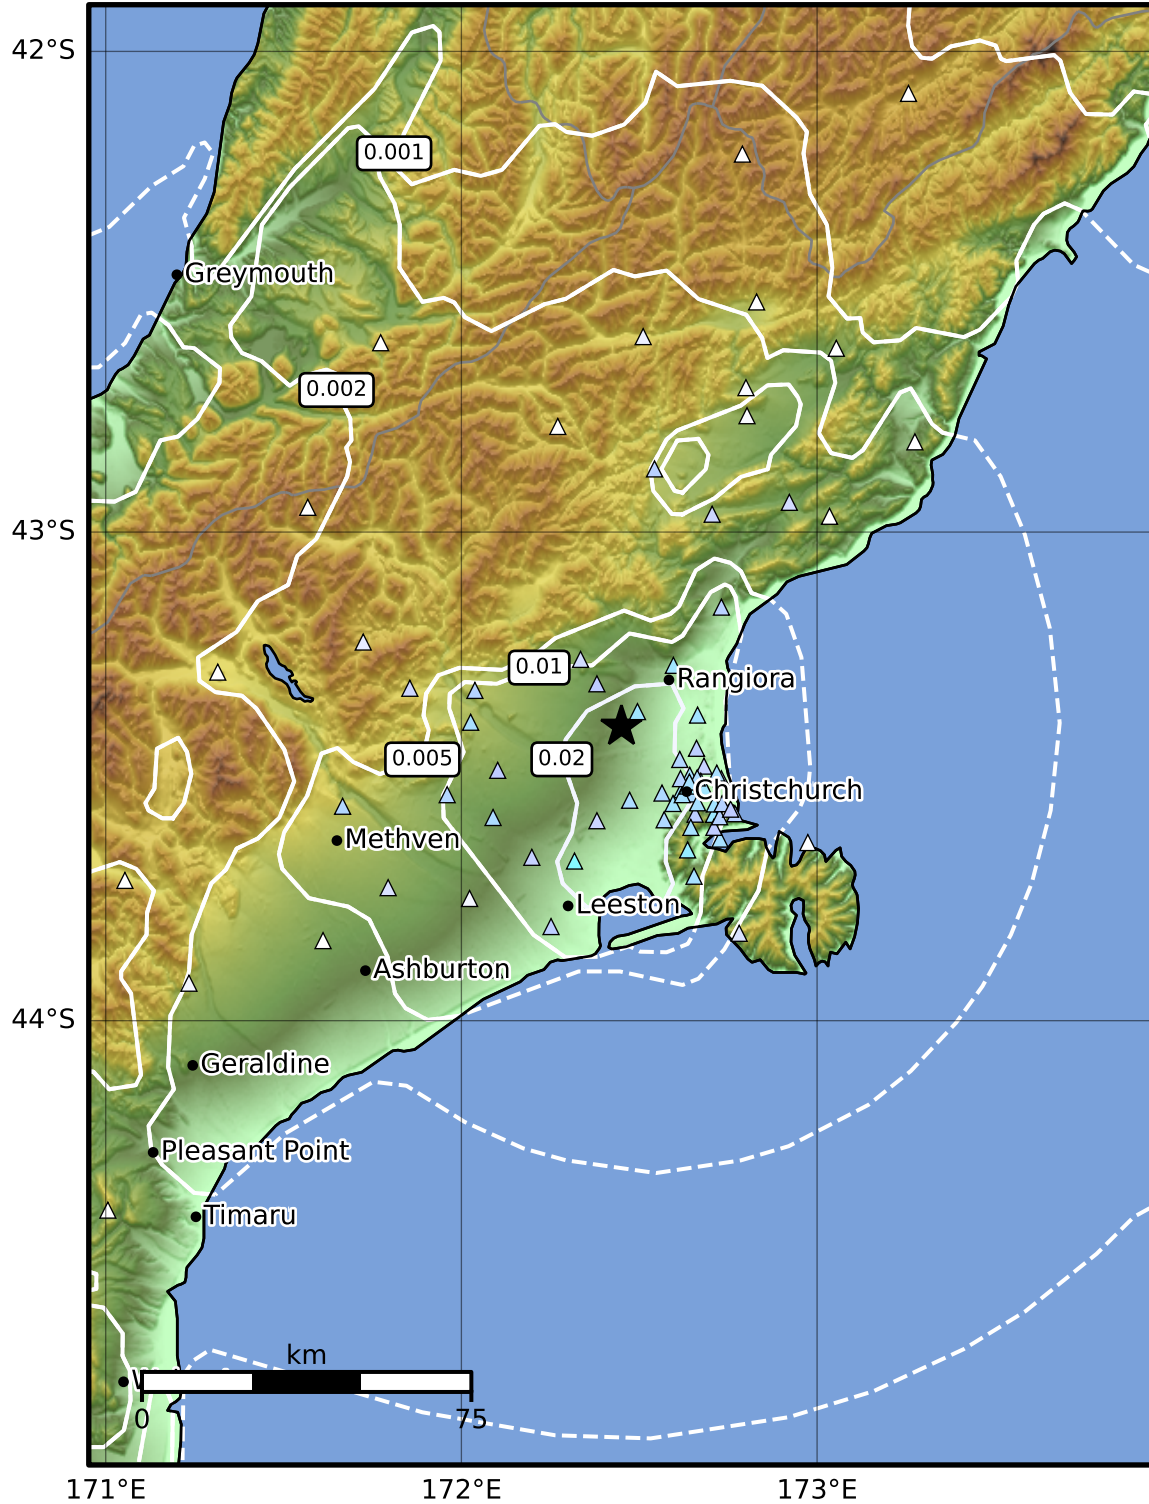 42°S
0.001
Greymouth
0.002
43°S
0.01
Rangiora
0.005
0.02
Christchurch
Methven
Leeston
Ashburton
44°S
Geraldine
Pleasant Point
Timaru
km
0
75
171°E
172°E
173°E